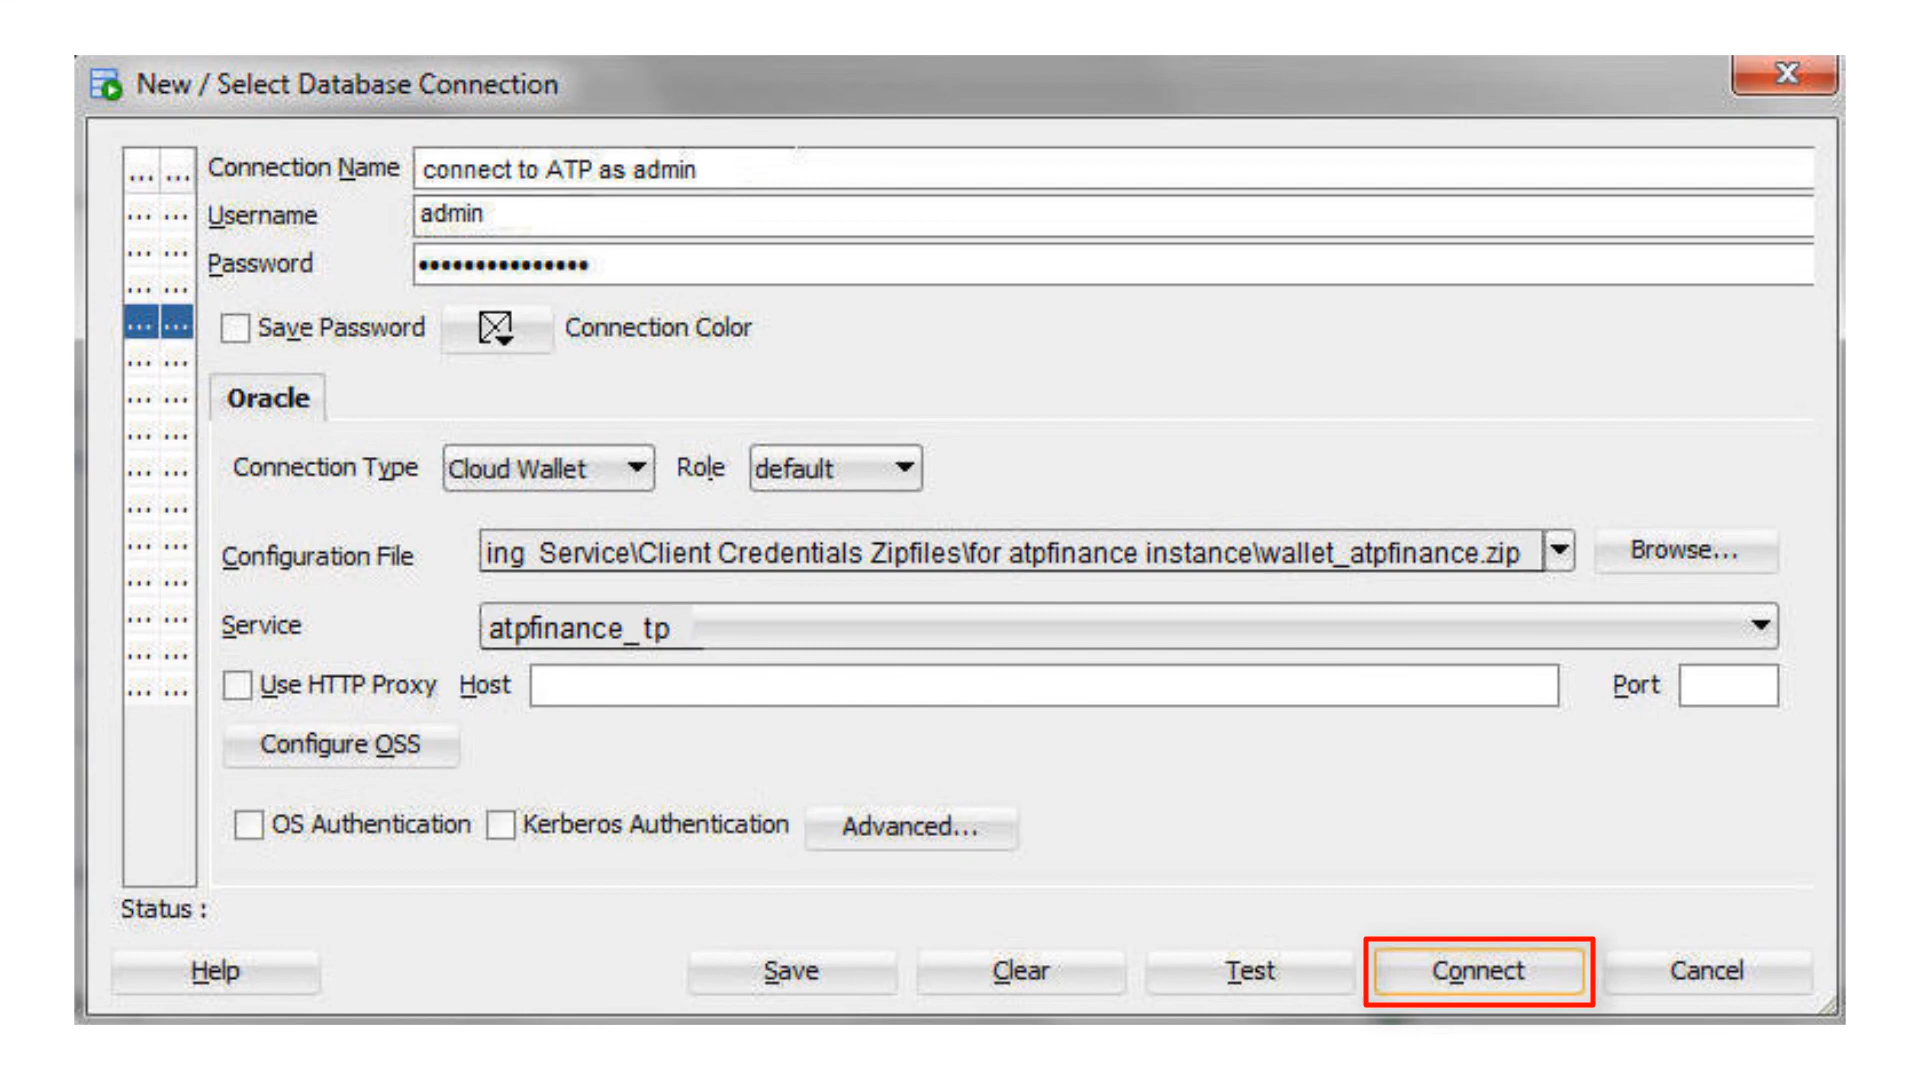 New / Select Database Connection
X
Connection Name connect to ATP as admin
Username admin
Password •••••••••••••••
Save Password Connection Color
Oracle
Connection Type Cloud Wallet Role default
Configuration File ing Service\Client Credentials Zipfiles\for atpfinance instance\wallet_atpfinance.zip Browse...
Service atpfinance_tp
Use HTTP Proxy Host Port
Configure OSS
OS Authentication Kerberos Authentication Advanced...
Status :
Help Save Clear Test Connect Cancel